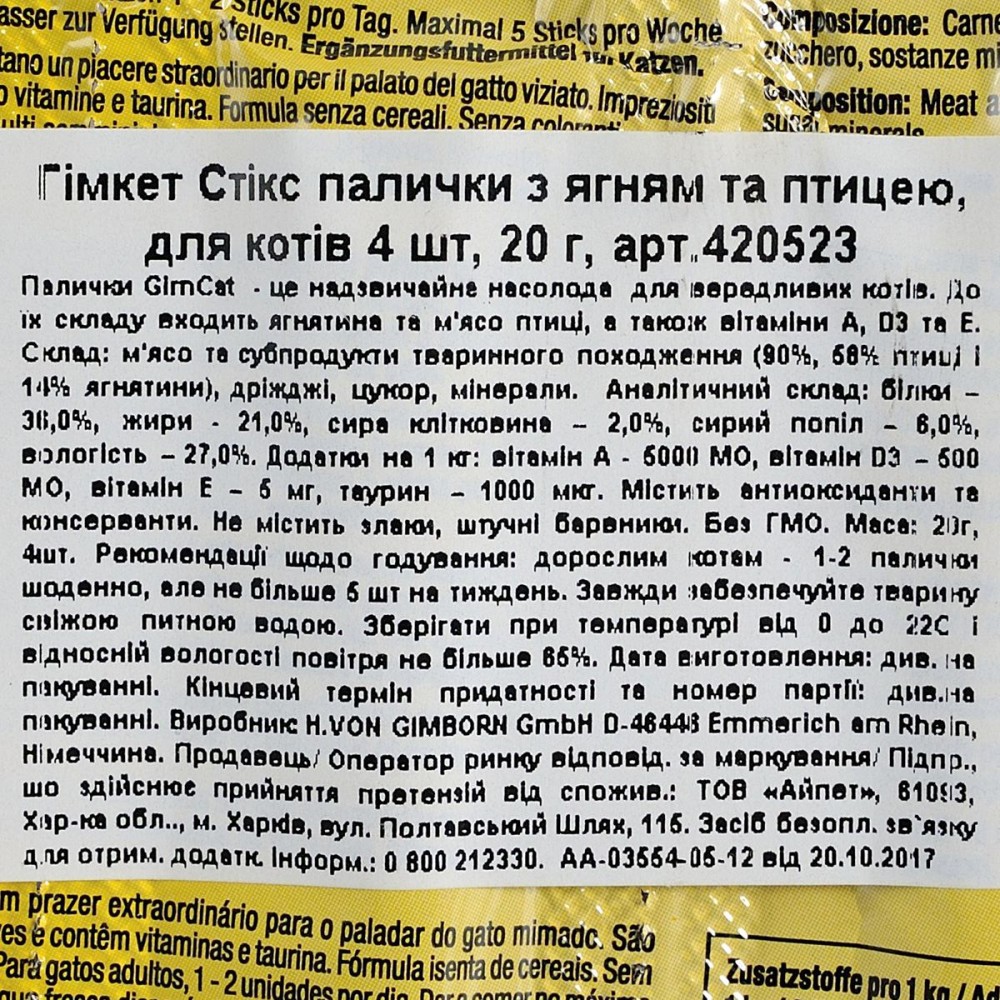 2 Sticks pro Tag. Maximal 5 Sticks pro Woche
asser zur Verfügung stellen. Ergänzungsfuttermittel für Katzen.
tano un piacere straordinario per il palato del gatto viziato. Impreziositi
vitamine e taurina. Formula senza cereali. Senza coloranti
Composizione: Carne
zucchero, sostanze
Composition: Meat
sugar, minerals
Гімкет Стікс палички з ягням та птицею,
для котів 4 шт, 20 г, арт.420523
Палички GimCat - це надзвичайне насолода для вередливих котів. До
їх складу входить ягнятина та м'ясо птиці, а також вітаміни А, D3 та Е.
Склад: м'ясо та субпродукти тваринного походження (90%, 58% птиці і
14% ягнятини), дріжджі, цукор, мінерали. Аналітичний склад: білки –
36,0%, жири - 21,0%, сира клітковина – 2,0%, сирий попіл – 6,0%,
вологість – 27,0%. Додатки на 1 кг: вітамін А - 5000 МО, вітамін D3 – 500
МО, вітамін Е – 5 мг, таурин – 1000 мкг. Містить антиоксиданти та
консерванти. Не містить злаки, штучні барвники. Без ГМО. Маса: 20г,
4шт. Рекомендації щодо годування: дорослим котам - 1-2 палички
щоденно, але не більше 5 шт на тиждень. Завжди забезпечуйте тварину
свіжою питною водою. Зберігати при температурі від 0 до 22С і
відносній вологості повітря не більше 65%. Дата виготовлення: див. на
пакуванні. Кінцевий термін придатності та номер партії: див.на
пакуванні. Виробник: H.VON GIMBORN GmbH D-46446 Emmerich am Rhein,
Німеччина. Продавець/ Оператор ринку відповід. за маркування/ Підпр.,
що здійснює прийняття претензій від спожив.: ТОВ «Айпет», 61093,
Хар-ка обл.., м. Харків, вул. Полтавський Шлях, 115. Засіб безопл. зв`язку
для отрим. додатк. інформ.: 0 800 212330. АА-03554-05-12 від 20.10.2017
m prazer extraordinário para o paladar do gato mimado. São
es e contêm vitaminas e taurina. Fórmula isenta de cereais. Sem
Para gatos adultos, 1 - 2 unidades por dia.
Zusatzstoffe pro 1 kg / Ad